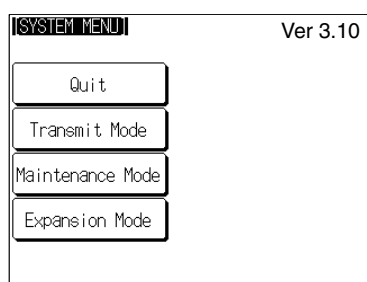 [SYSTEM MENU]
Ver 3.10
Quit
Transmit Mode
Maintenance Mode
Expansion Mode